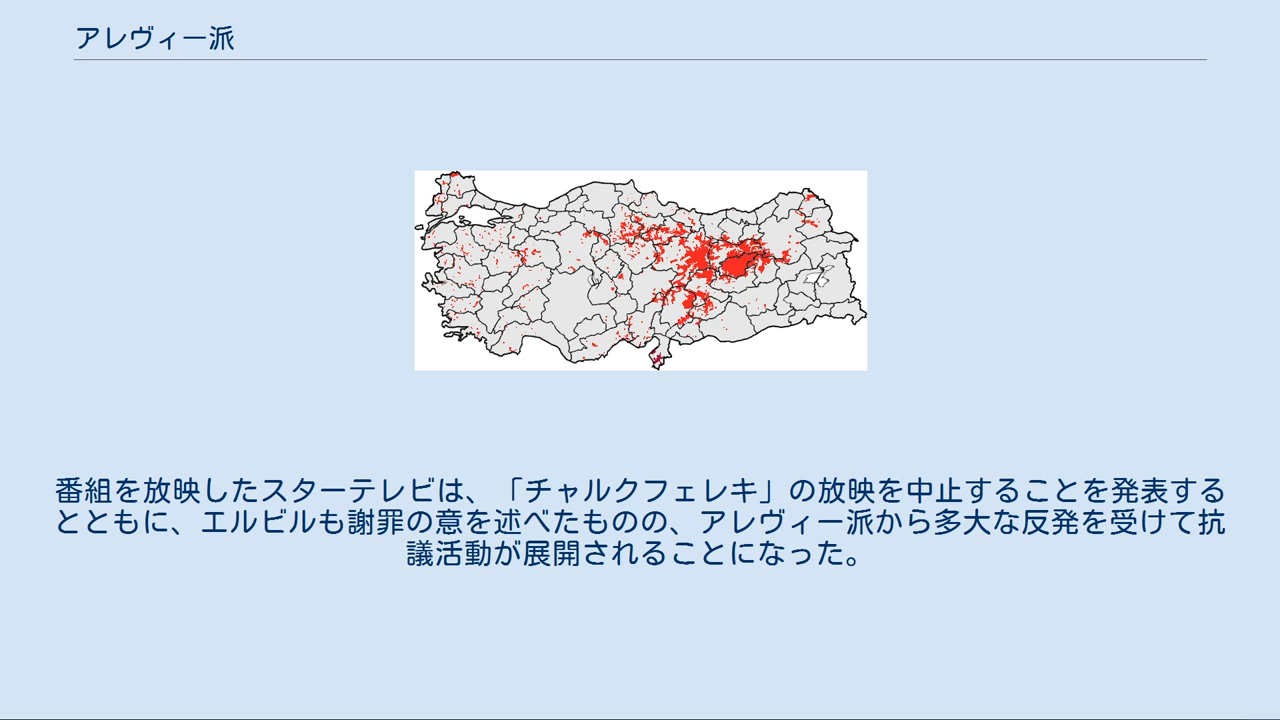 アレヴィー派
番組を放映したスターテレビは、「チャルクフェレキ」の放映を中止することを発表する
とともに、エルビルも謝罪の意を述べたものの、アレヴィー派から多大な反発を受けて抗
議活動が展開されることになった。